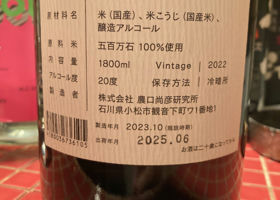 原材料名 米(国産)、米こうじ(国産米)、
醸造アルコール
原料米 五百万石 100%使用
内容量 1800ml Vintage | 2022
アルコール度 20度 保存方法 | 冷暗所
製造者 株式会社 農口尚彦研究所
石川県小松市観音下町ワ1番地1
製造年月 2023.10(瓶詰時期)
出荷年月 2025.06
お酒は二十歳になってから